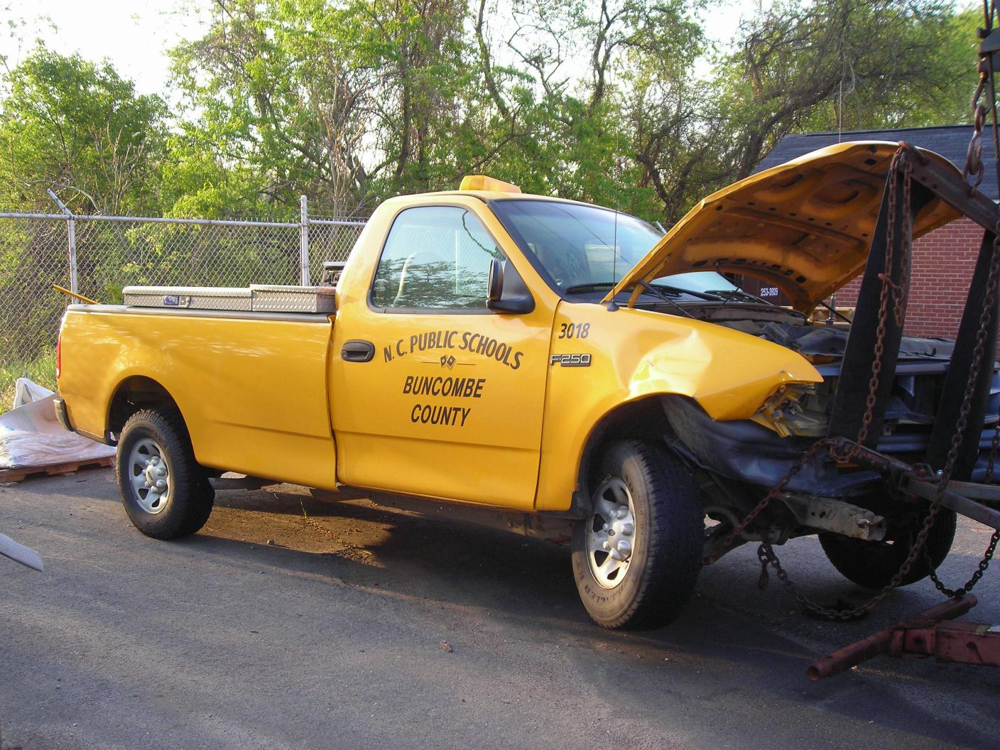 253-3929
3018
N.C. PUBLIC SCHOOLS
F250
BUNCOMBE
COUNTY